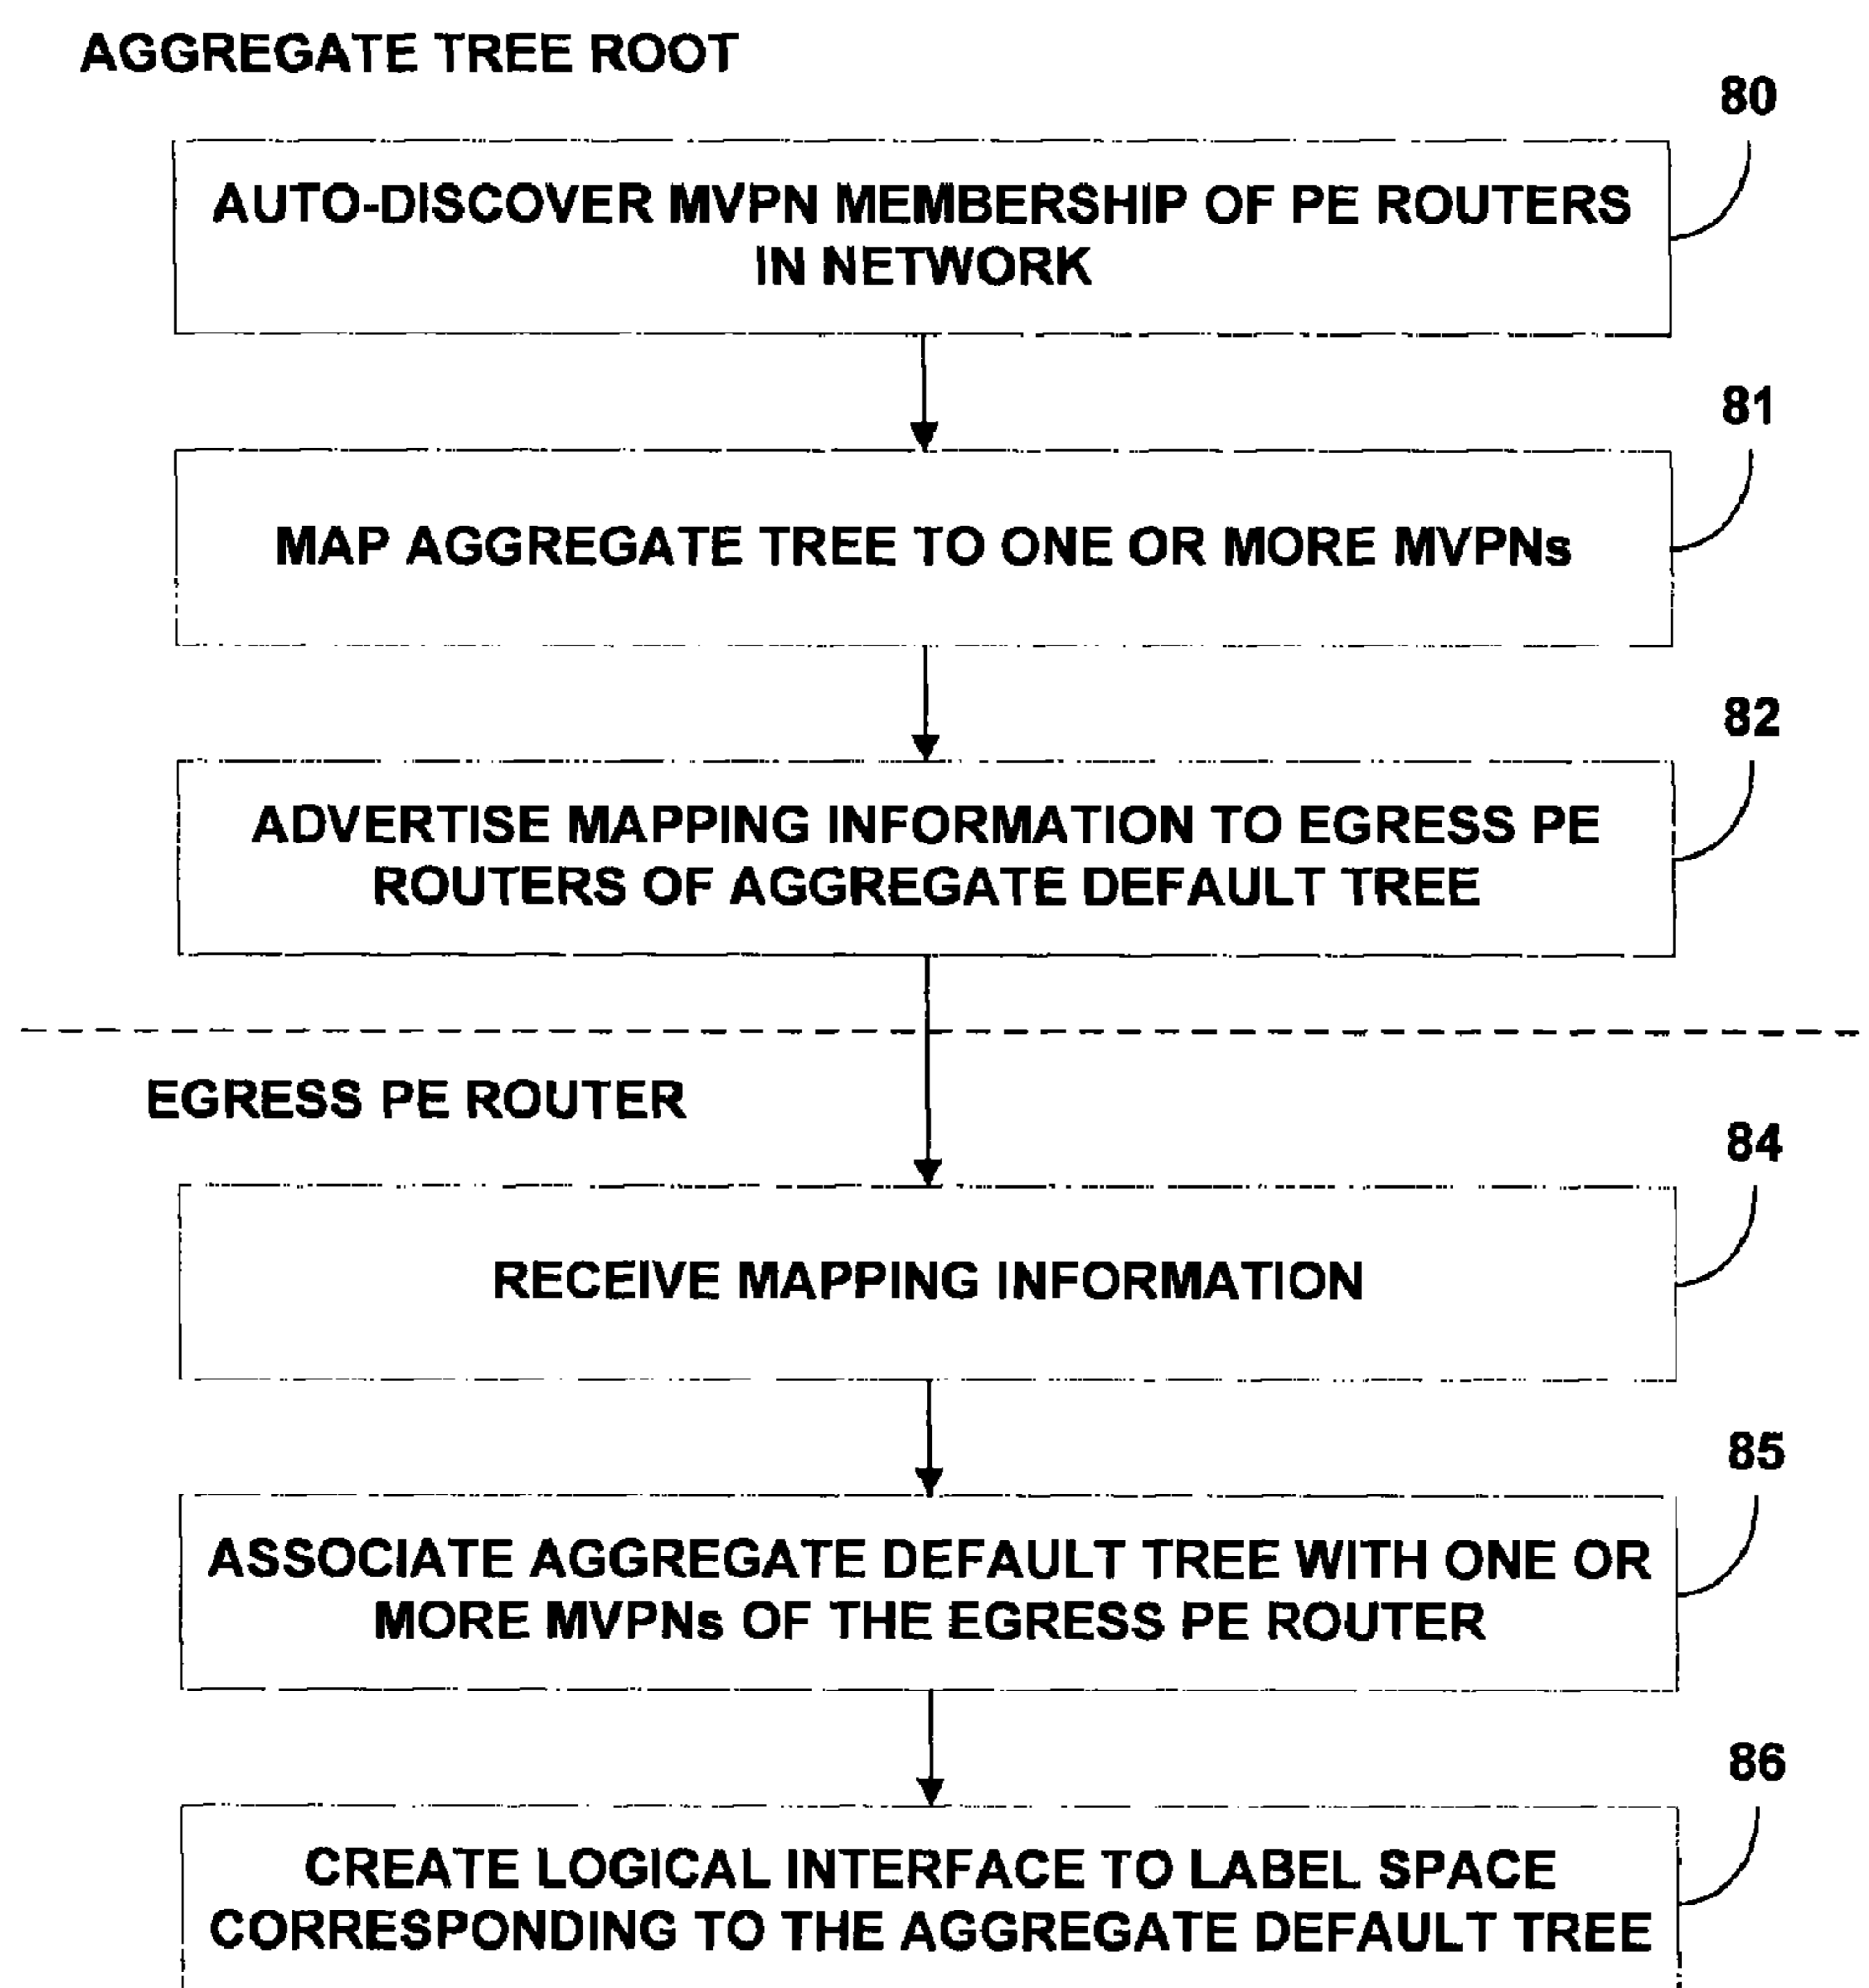 AGGREGATE TREE ROOT
80
AUTO-DISCOVER MVPN MEMBERSHIP OF PE ROUTERS
IN NETWORK
81
MAP AGGREGATE TREE TO ONE OR MORE MVPNs
82
ADVERTISE MAPPING INFORMATION TO EGRESS PE
ROUTERS OF AGGREGATE DEFAULT TREE
EGRESS PE ROUTER
84
RECEIVE MAPPING INFORMATION
85
ASSOCIATE AGGREGATE DEFAULT TREE WITH ONE OR
MORE MVPNs OF THE EGRESS PE ROUTER
86
CREATE LOGICAL INTERFACE TO LABEL SPACE
CORRESPONDING TO THE AGGREGATE DEFAULT TREE